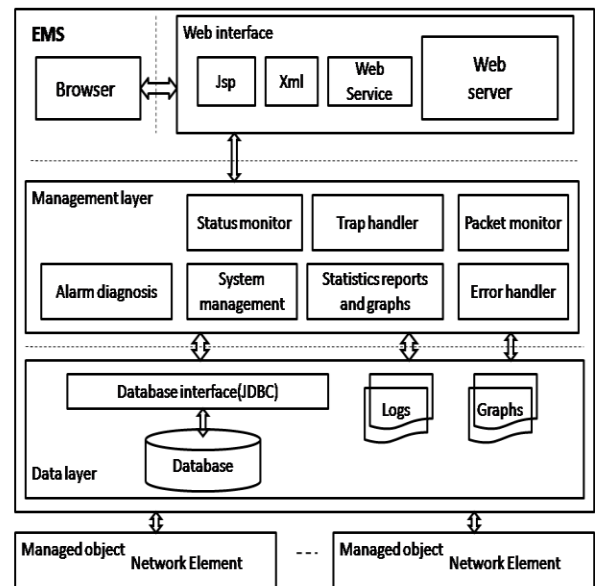 EMS
Web interface
Browser
Jsp
Xml
Web
Service
Web
server
Management layer
Status monitor
Trap handler
Packet monitor
Alarm diagnosis
System
management
Statistics reports
and graphs
Error handler
Database interface(JDBC)
Logs
Graphs
Database
Data layer
Managed object
Network Element
Managed object
Network Element